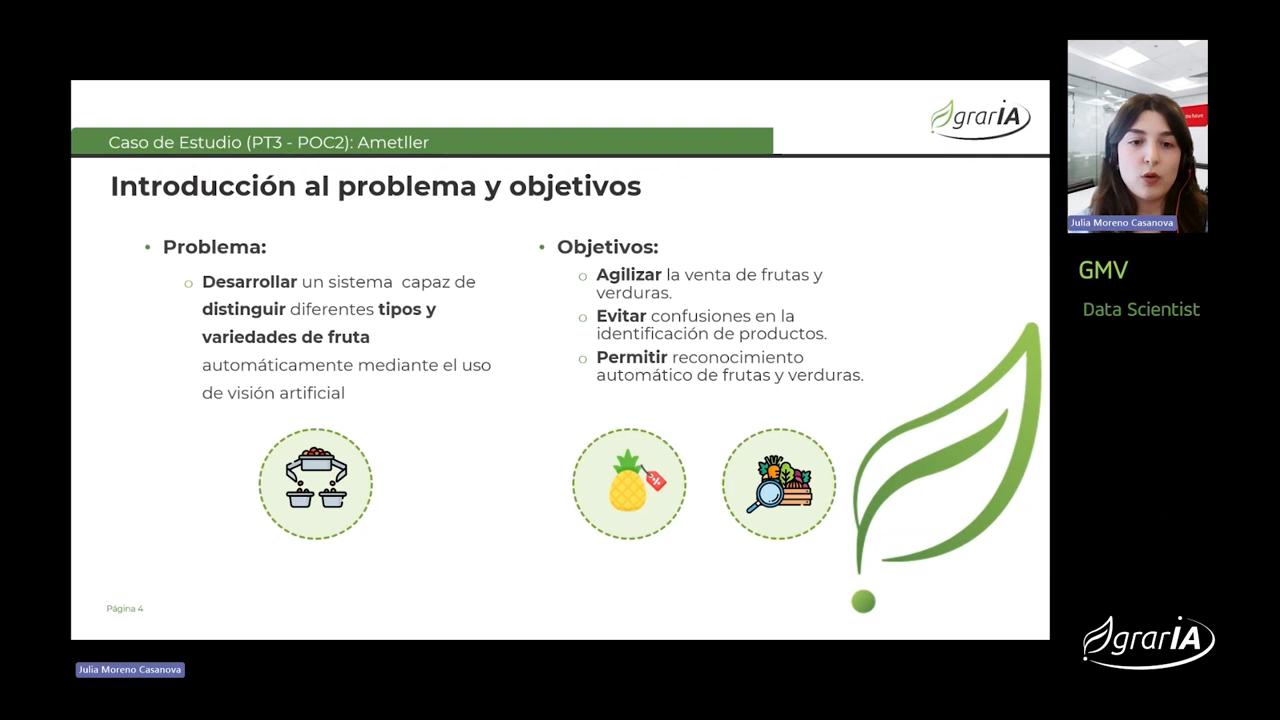 Caso de Estudio (PT3 - POC2): Ametller
grarIA
Introducción al problema y objetivos
• Problema:
o Desarrollar un sistema capaz de
distinguir diferentes tipos y
variedades de fruta
automáticamente mediante el uso
de visión artificial
• Objetivos:
o Agilizar la venta de frutas y
verduras.
o Evitar confusiones en la
identificación de productos.
o Permitir reconocimiento
automático de frutas y verduras.
Página 4
Julia Moreno Casanova
GMV
Data Scientist
grarIA
Julia Moreno Casanova